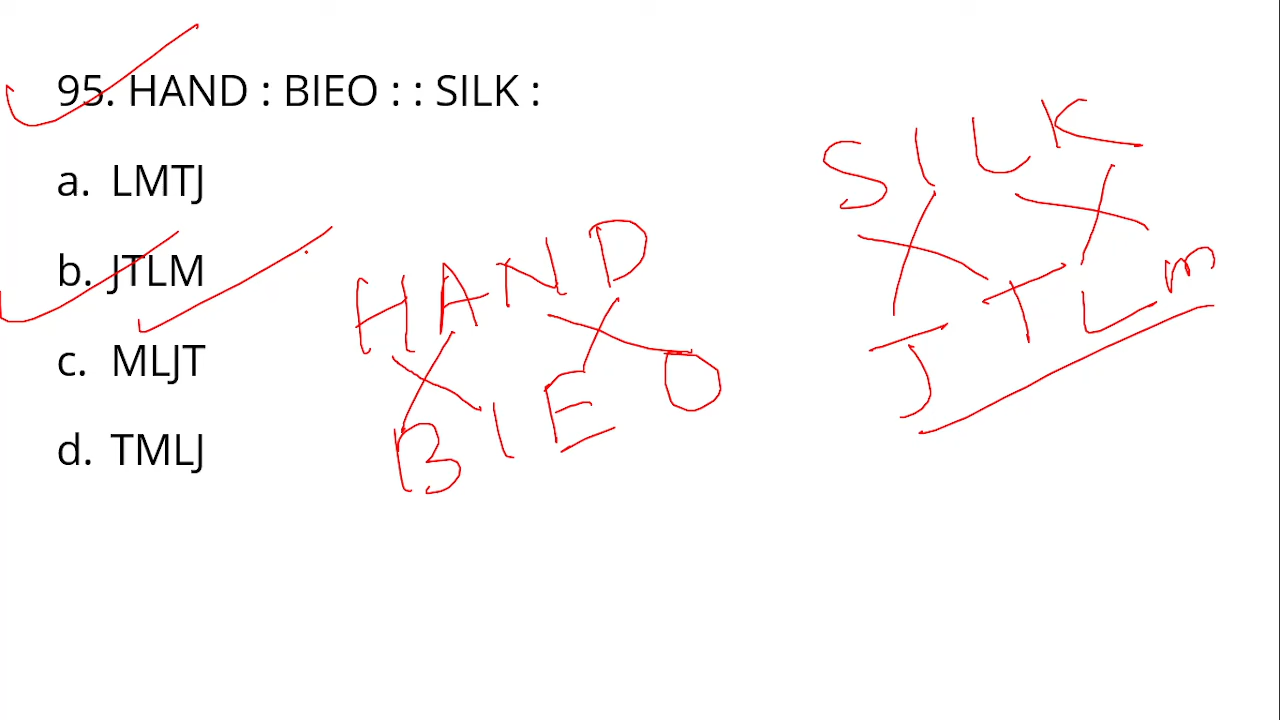 95. HAND : BIEO : : SILK :
a. LMTJ
b. JTLM
c. MLJT
d. TMLJ
HAND
BIEO
SILK
JTLm